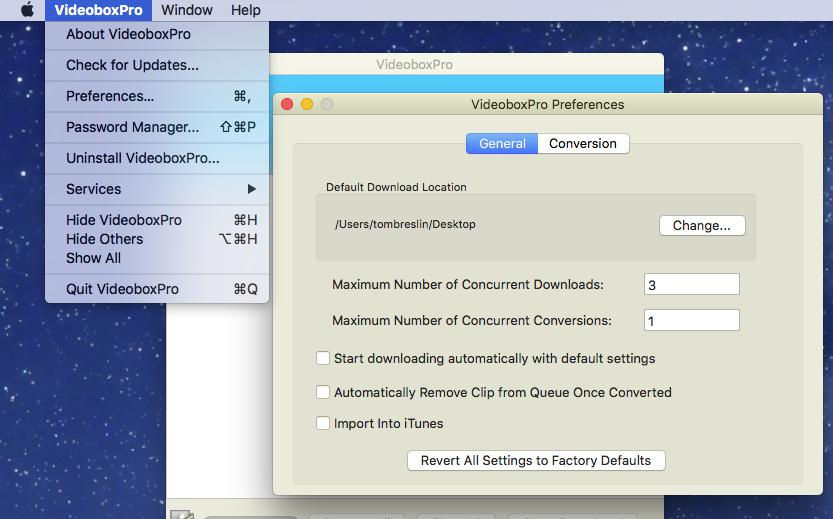 VideoboxPro Window Help
About VideoboxPro
Check for Updates...
Preferences... ⌘,
Password Manager... ⇧⌘P
Uninstall VideoboxPro...
Services ▶
Hide VideoboxPro ⌘H
Hide Others ⌥⌘H
Show All
Quit VideoboxPro ⌘Q
VideoboxPro
VideoboxPro Preferences
General Conversion
Default Download Location
/Users/tombreslin/Desktop Change...
Maximum Number of Concurrent Downloads: 3
Maximum Number of Concurrent Conversions: 1
Start downloading automatically with default settings
Automatically Remove Clip from Queue Once Converted
Import Into iTunes
Revert All Settings to Factory Defaults